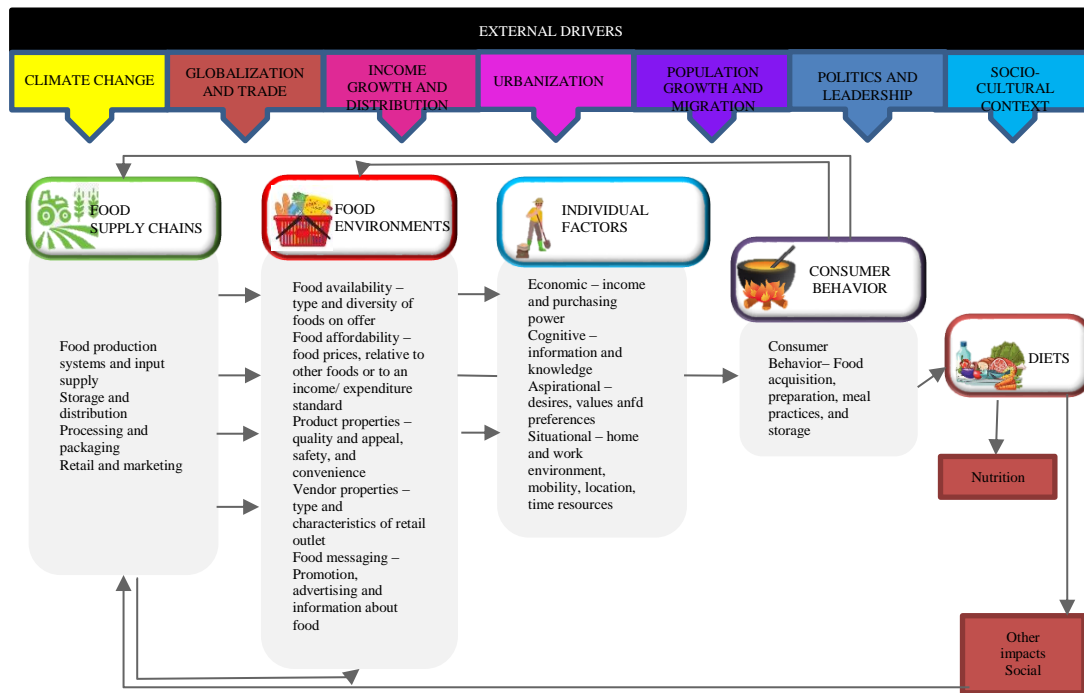 EXTERNAL DRIVERS
CLIMATE CHANGE
GLOBALIZATION
AND TRADE
INCOME
GROWTH AND
DISTRIBUTION
URBANIZATION
POPULATION
GROWTH AND
MIGRATION
POLITICS AND
LEADERSHIP
SOCIO-
CULTURAL
CONTEXT
FOOD
SUPPLY CHAINS
Food production
systems and input
supply
Storage and
distribution
Processing and
packaging
Retail and marketing
FOOD
ENVIRONMENTS
Food availability –
type and diversity of
foods on offer
Food affordability –
food prices, relative to
other foods or to an
income/ expenditure
standard
Product properties –
quality and appeal,
safety, and
convenience
Vendor properties –
type and
characteristics of retail
outlet
Food messaging –
Promotion,
advertising and
information about
food
INDIVIDUAL
FACTORS
Economic – income
and purchasing
power
Cognitive –
information and
knowledge
Aspirational –
desires, values anfd
preferences
Situational – home
and work
environment,
mobility, location,
time resources
CONSUMER
BEHAVIOR
Consumer
Behavior– Food
acquisition,
preparation, meal
practices, and
storage
DIETS
Nutrition
Other
impacts
Social